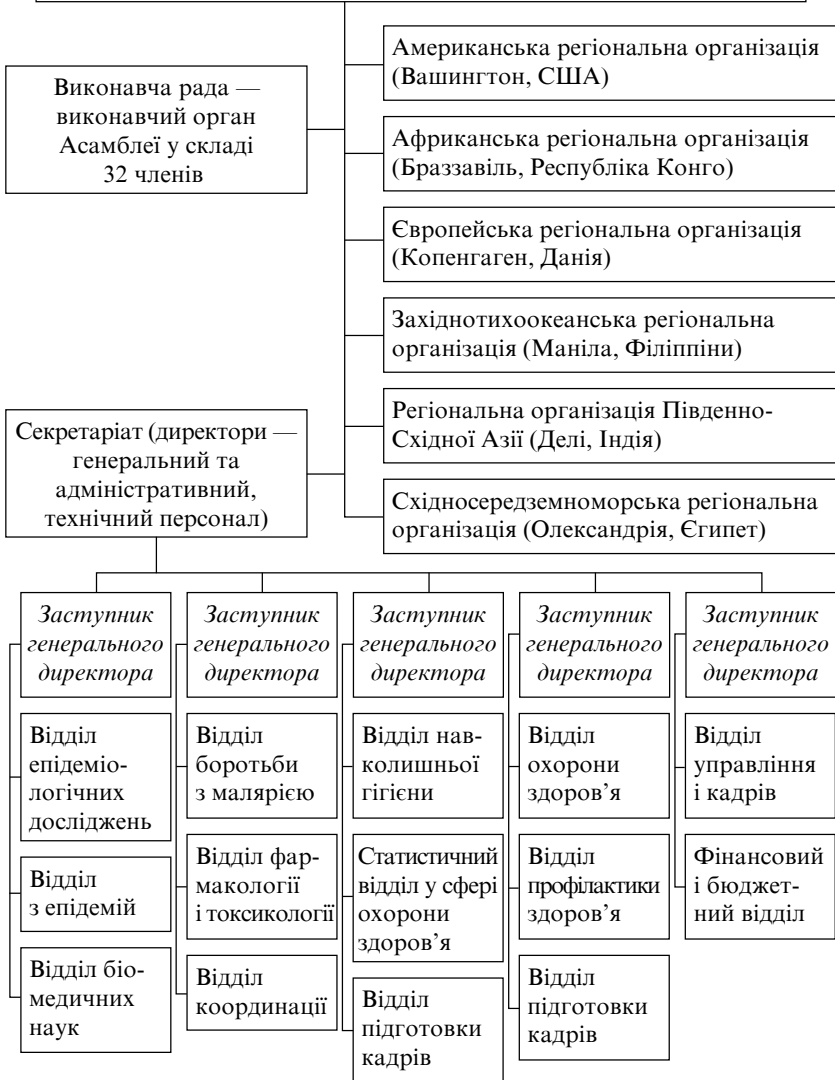 Американська регіональна організація
(Вашингтон, США)
Виконавча рада —
виконавчий орган
Асамблеї у складі
32 членів
Африканська регіональна організація
(Браззавіль, Республіка Конго)
Європейська регіональна організація
(Копенгаген, Данія)
Західнотихоокеанська регіональна
організація (Маніла, Філіппіни)
Регіональна організація Південно-
Східної Азії (Делі, Індія)
Секретаріат (директори —
генеральний та
адміністративний,
технічний персонал)
Східносередземноморська регіональна
організація (Олександрія, Єгипет)
Заступник
генерального
директора
Відділ
епідеміо-
логічних
досліджень
Відділ
з епідемій
Відділ біо-
медичних
наук
Заступник
генерального
директора
Відділ
боротьби
з малярією
Відділ фар-
макології
і токсикології
Відділ
координації
Заступник
генерального
директора
Відділ нав-
колишньої
гігієни
Статистичний
відділ у сфері
охорони
здоров'я
Відділ
підготовки
кадрів
Заступник
генерального
директора
Відділ
охорони
здоров'я
Відділ
профілактики
здоров'я
Відділ
підготовки
кадрів
Заступник
генерального
директора
Відділ
управління
і кадрів
Фінансовий
і бюджет-
ний відділ